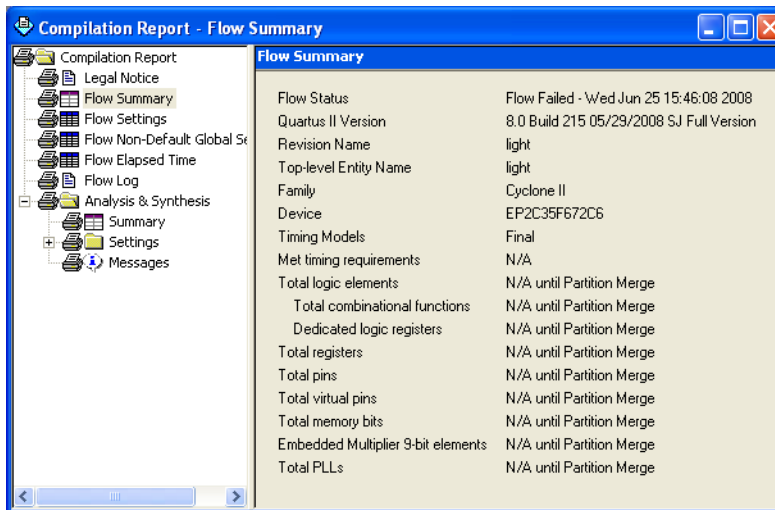 Compilation Report - Flow Summary
Compilation Report
Legal Notice
Flow Summary
Flow Settings
Flow Non-Default Global Se
Flow Elapsed Time
Flow Log
Analysis & Synthesis
Summary
Settings
Messages
Flow Summary
Flow Status Flow Failed - Wed Jun 25 15:46:08 2008
Quartus II Version 8.0 Build 215 05/29/2008 SJ Full Version
Revision Name light
Top-level Entity Name light
Family Cyclone II
Device EP2C35F672C6
Timing Models Final
Met timing requirements N/A
Total logic elements N/A until Partition Merge
Total combinational functions N/A until Partition Merge
Dedicated logic registers N/A until Partition Merge
Total registers N/A until Partition Merge
Total pins N/A until Partition Merge
Total virtual pins N/A until Partition Merge
Total memory bits N/A until Partition Merge
Embedded Multiplier 9-bit elements N/A until Partition Merge
Total PLLs N/A until Partition Merge